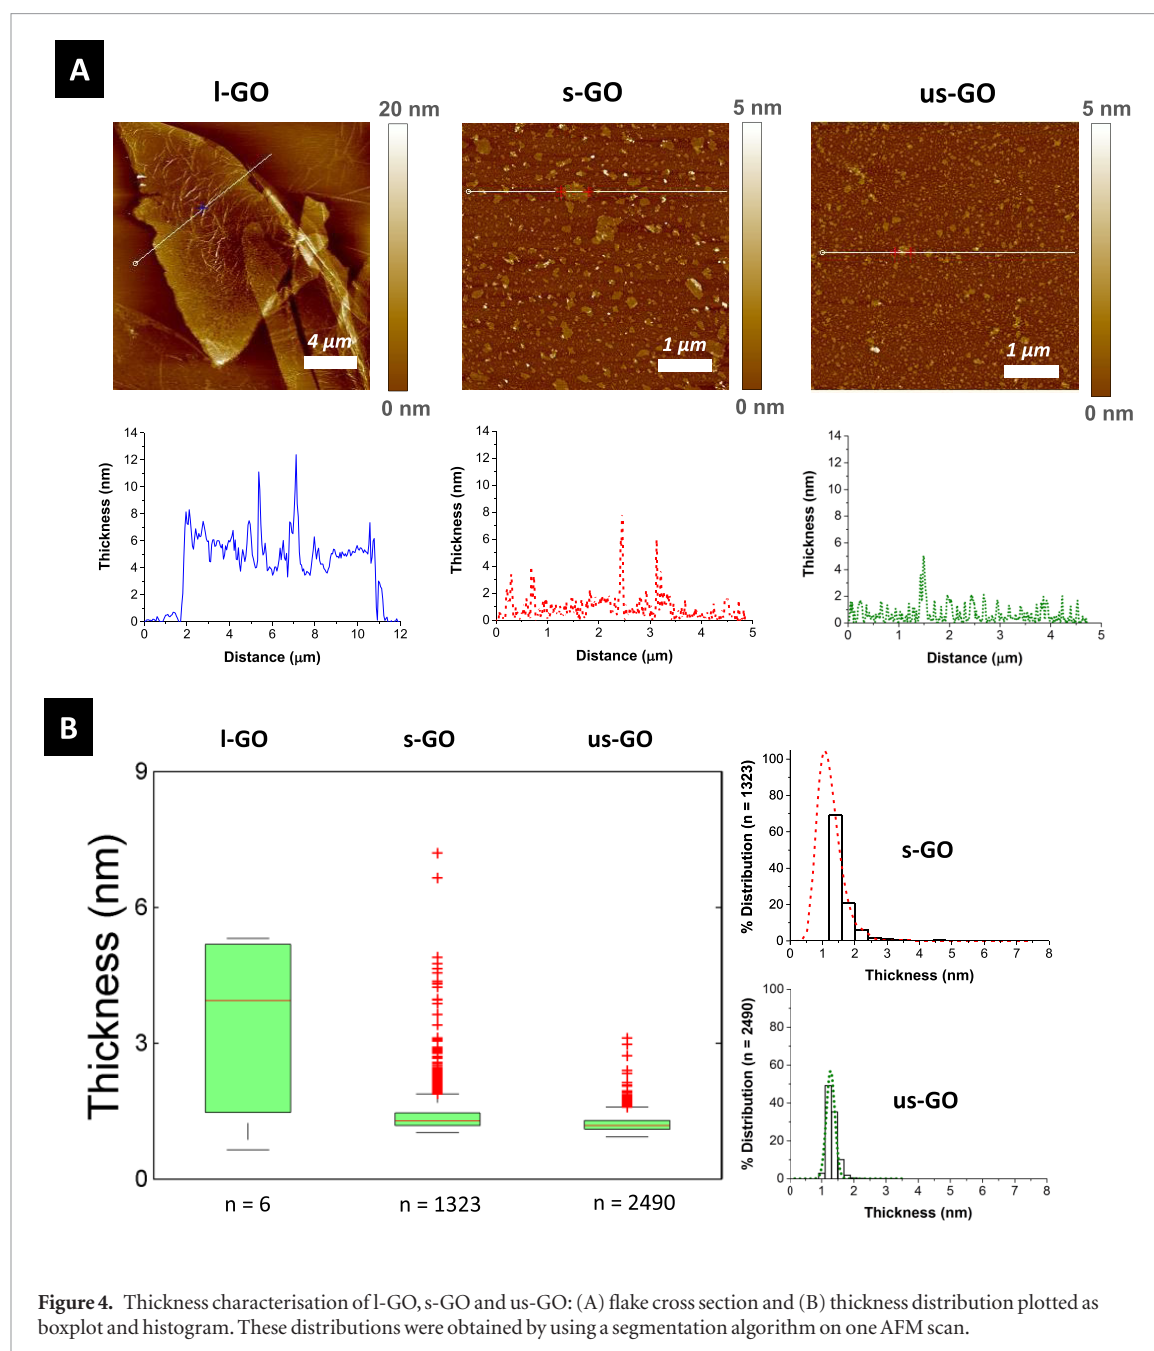 A
l-GO
s-GO
us-GO
20 nm
5 nm
5 nm
4 µm
1 µm
1 µm
0 nm
0 nm
0 nm
Thickness (nm)
14
12
10
8
6
4
2
0
0 2 4 6 8 10 12
Distance (µm)
Thickness (nm)
14
12
10
8
6
4
2
0
0 1 2 3 4 5
Distance (µm)
Thickness (nm)
14
12
10
8
6
4
2
0
0 1 2 3 4 5
Distance (µm)
B
l-GO
s-GO
us-GO
Thickness (nm)
9
6
3
0
n = 6
n = 1323
n = 2490
% Distribution (n = 1323)
100
80
60
40
20
0
s-GO
0 1 2 3 4 5 6 7 8
Thickness (nm)
% Distribution (n = 2490)
100
80
60
40
20
0
us-GO
0 1 2 3 4 5 6 7 8
Thickness (nm)
Figure 4. Thickness characterisation of l-GO, s-GO and us-GO: (A) flake cross section and (B) thickness distribution plotted as
boxplot and histogram. These distributions were obtained by using a segmentation algorithm on one AFM scan.